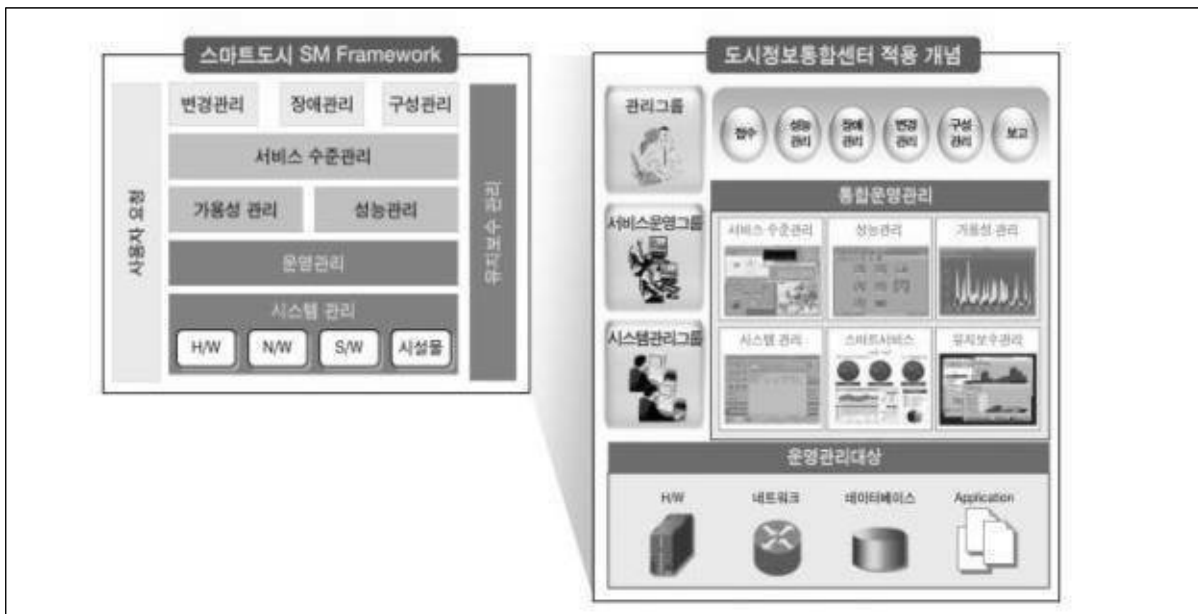 스마트도시 SM Framework
사용자 요청
변경관리
장애관리
구성관리
서비스 수준관리
가용성 관리
성능관리
운영관리
시스템 관리
H/W
N/W
S/W
시설물
유지보수 관리
도시정보통합센터 적용 개념
관리그룹
서비스운영그룹
시스템관리그룹
접수
성능
관리
장애
관리
변경
관리
구성
관리
보고
통합운영관리
서비스 수준관리
성능관리
가용성 관리
시스템 관리
스마트서비스
유지보수관리
운영관리대상
H/W
네트워크
데이터베이스
Application